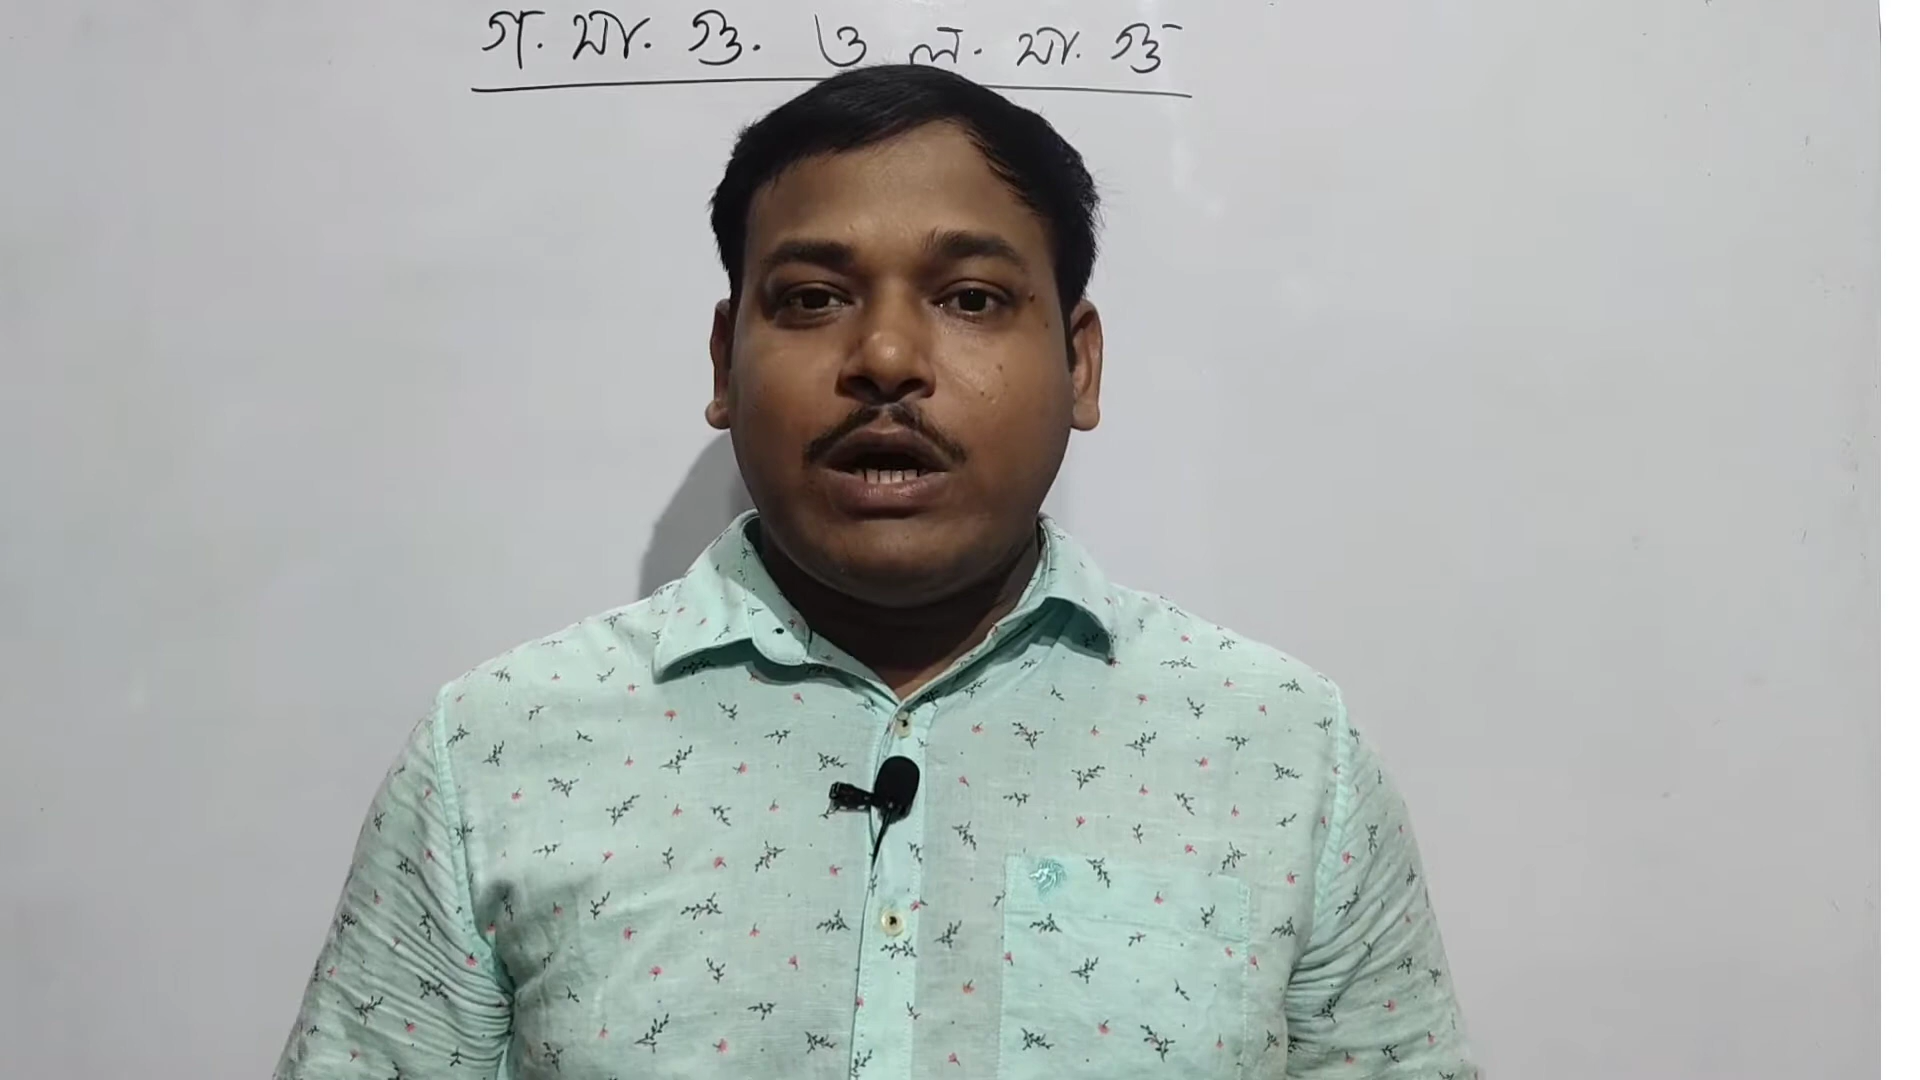 গ. সা. গু. ও ল. সা. গু